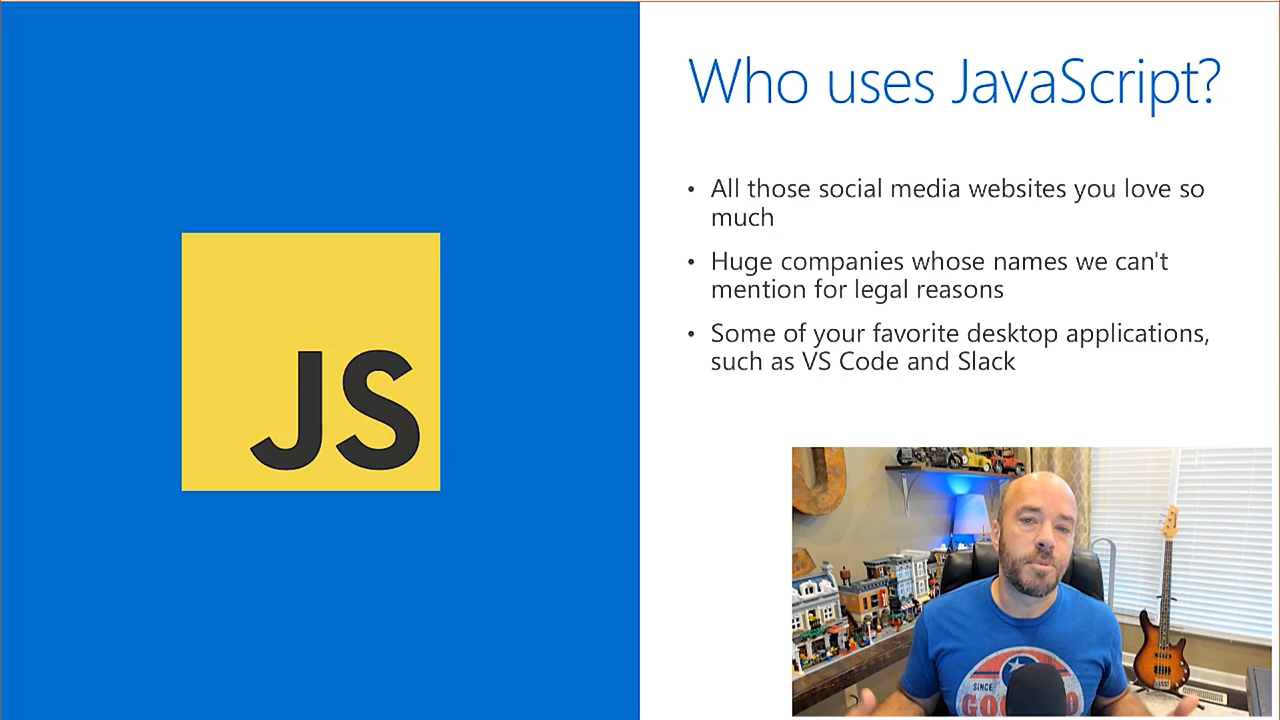 Who uses JavaScript?
• All those social media websites you love so
much
• Huge companies whose names we can't
mention for legal reasons
• Some of your favorite desktop applications,
such as VS Code and Slack
JS
SINCE